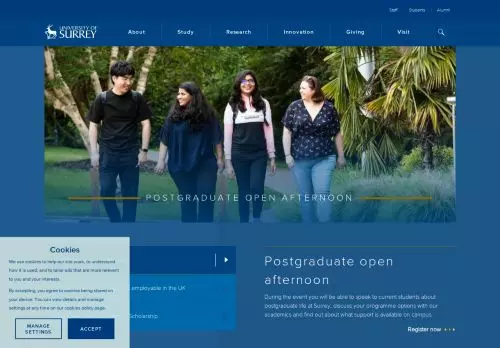 Staff Students Alumni
UNIVERSITY OF
SURREY
About Study Research Innovation Giving Visit
POSTGRADUATE OPEN AFTERNOON
Cookies
We use cookies to help our site work, to understand
how it is used, and to tailor ads that are more relevant
to you and your interests.
By accepting, you agree to cookies being stored on
your device. You can view details and manage
settings at any time on our cookies policy page.
MANAGE
SETTINGS
ACCEPT
employable in the UK
Scholarship
Postgraduate open
afternoon
During the event you will be able to speak to current students about
postgraduate life at Surrey, discuss your programme options with our
academics and find out about what support is available on campus.
Register now